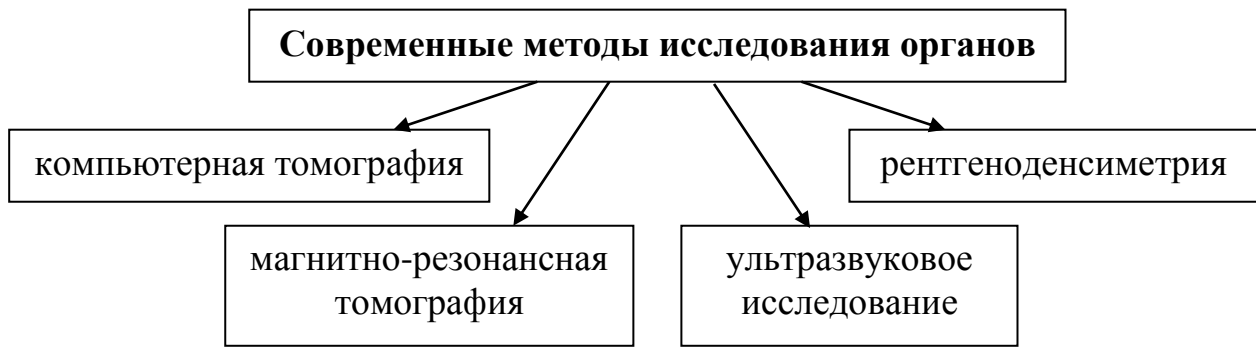 Современные методы исследования органов
компьютерная томография
рентгеноденсиметрия
магнитно-резонансная
томография
ультразвуковое
исследование